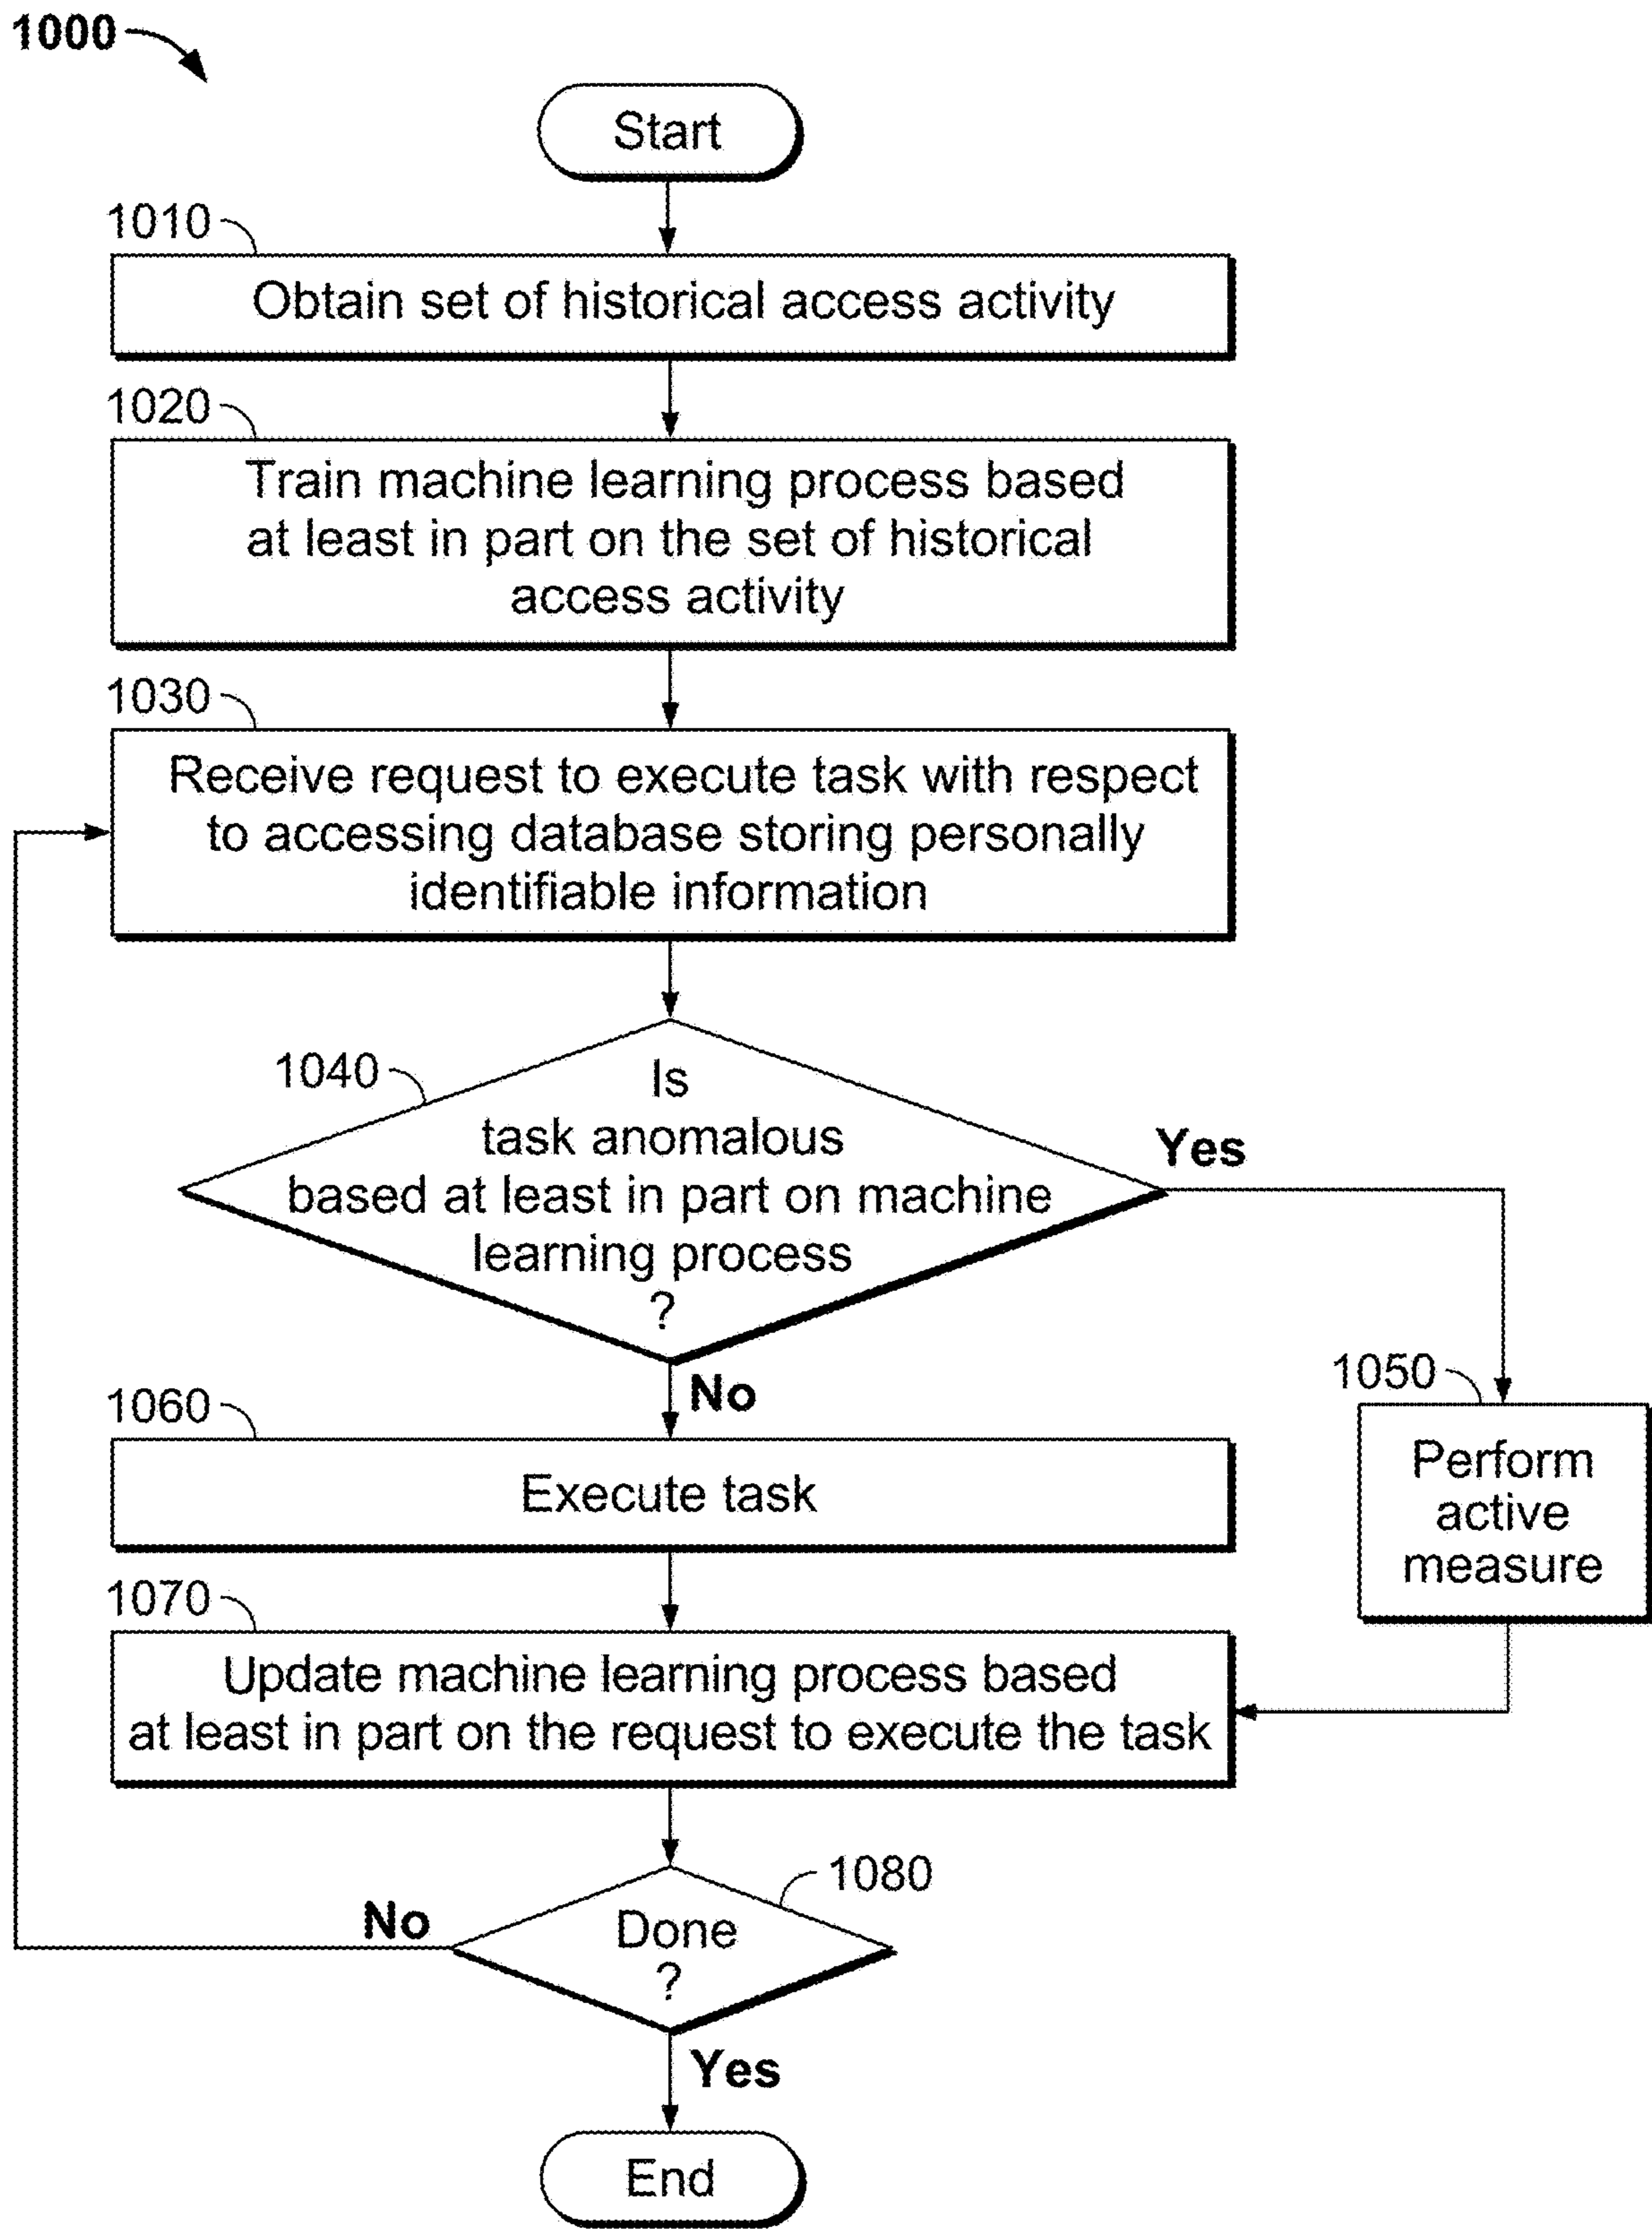 1000
Start
1010
Obtain set of historical access activity
1020
Train machine learning process based
at least in part on the set of historical
access activity
1030
Receive request to execute task with respect
to accessing database storing personally
identifiable information
1040
Is
task anomalous
based at least in part on machine
learning process
?
Yes
No
1050
Perform
active
measure
1060
Execute task
1070
Update machine learning process based
at least in part on the request to execute the task
1080
Done
?
No
Yes
End